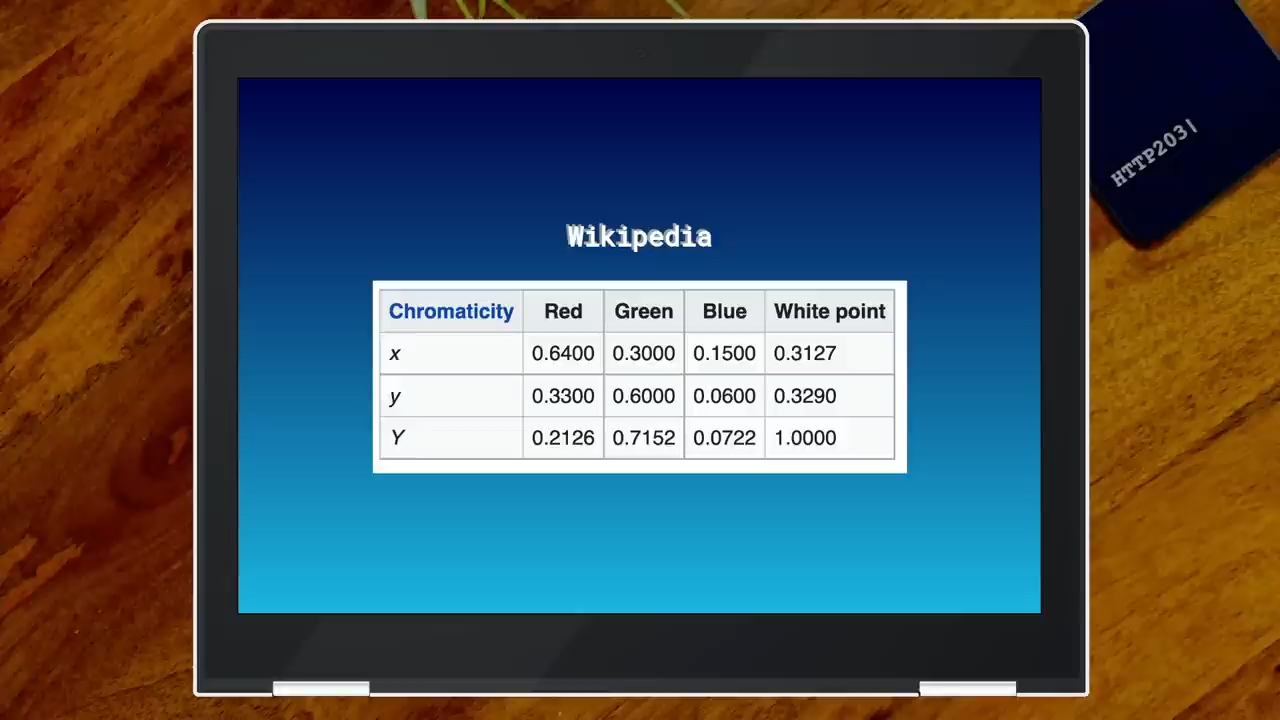 HTTP203|
Wikipedia
Chromaticity Red Green Blue White point
x 0.6400 0.3000 0.1500 0.3127
y 0.3300 0.6000 0.0600 0.3290
Y 0.2126 0.7152 0.0722 1.0000